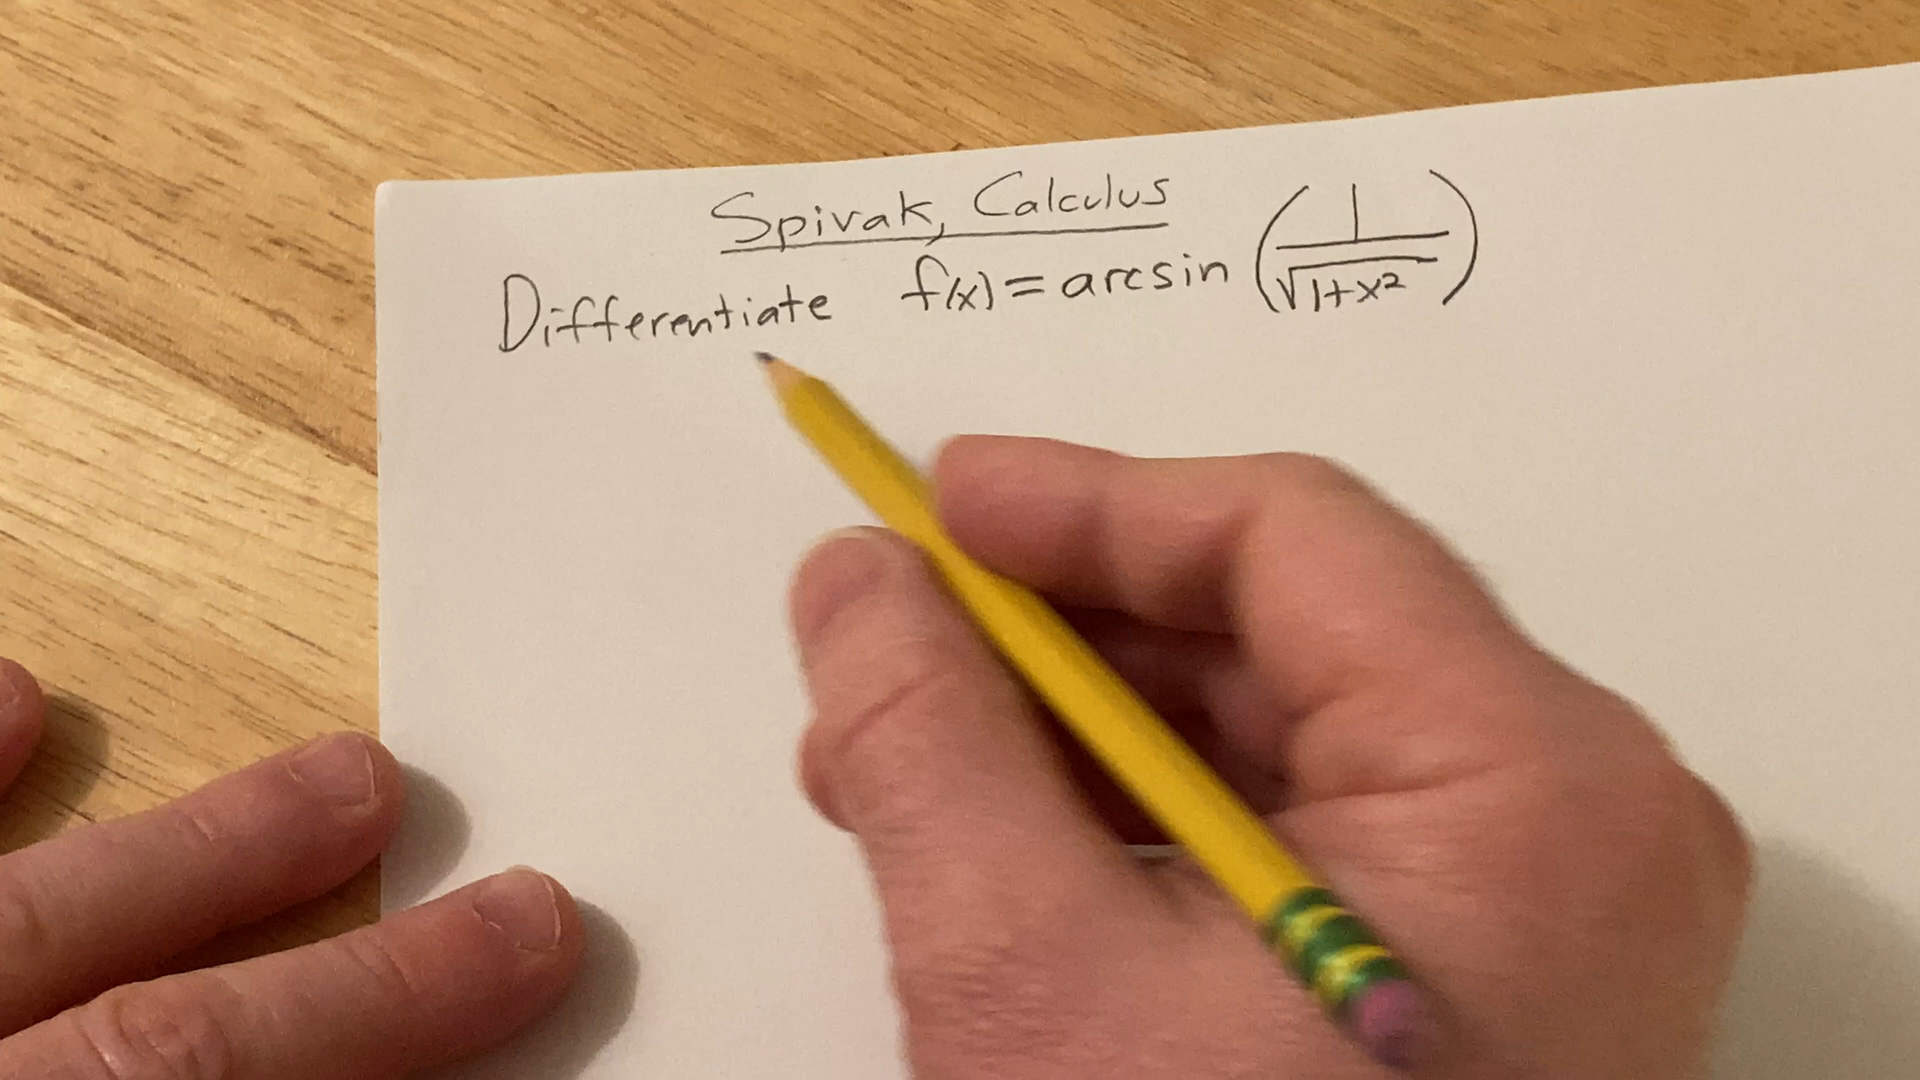 Spivak, Calculus
Differentiate f(x) = arcsin (1/√1+x²)